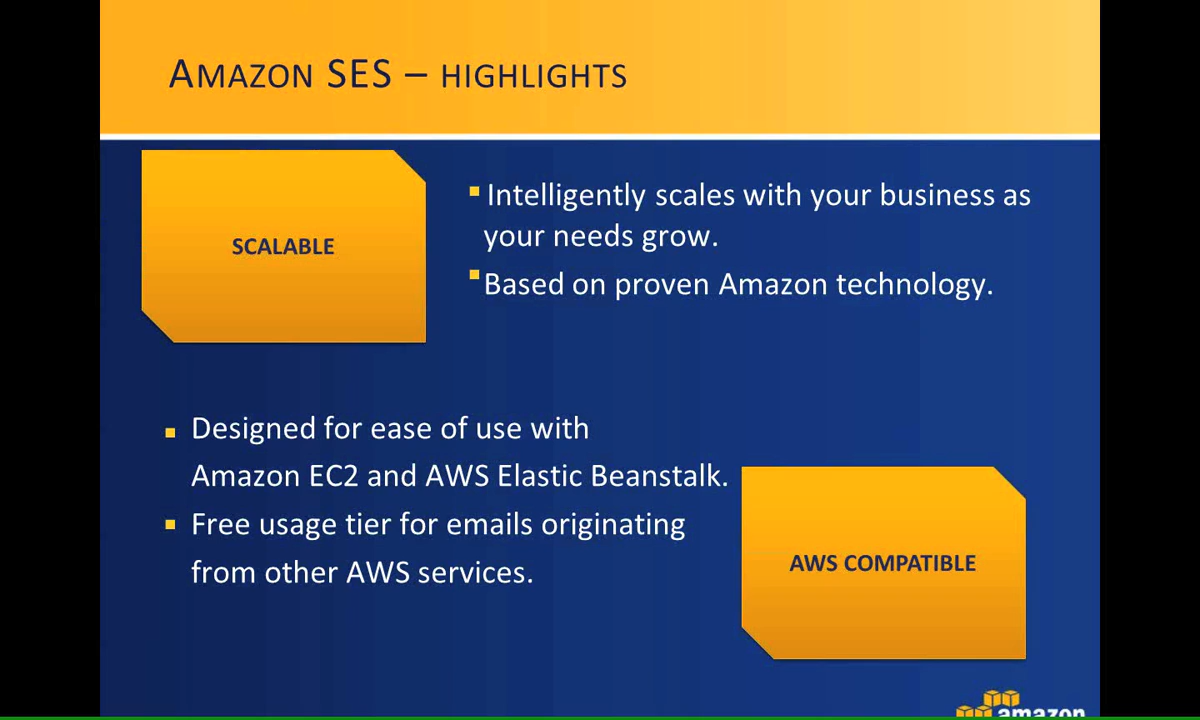 AMAZON SES – HIGHLIGHTS
SCALABLE
Intelligently scales with your business as
your needs grow.
Based on proven Amazon technology.
Designed for ease of use with
Amazon EC2 and AWS Elastic Beanstalk.
Free usage tier for emails originating
from other AWS services.
AWS COMPATIBLE
amazon